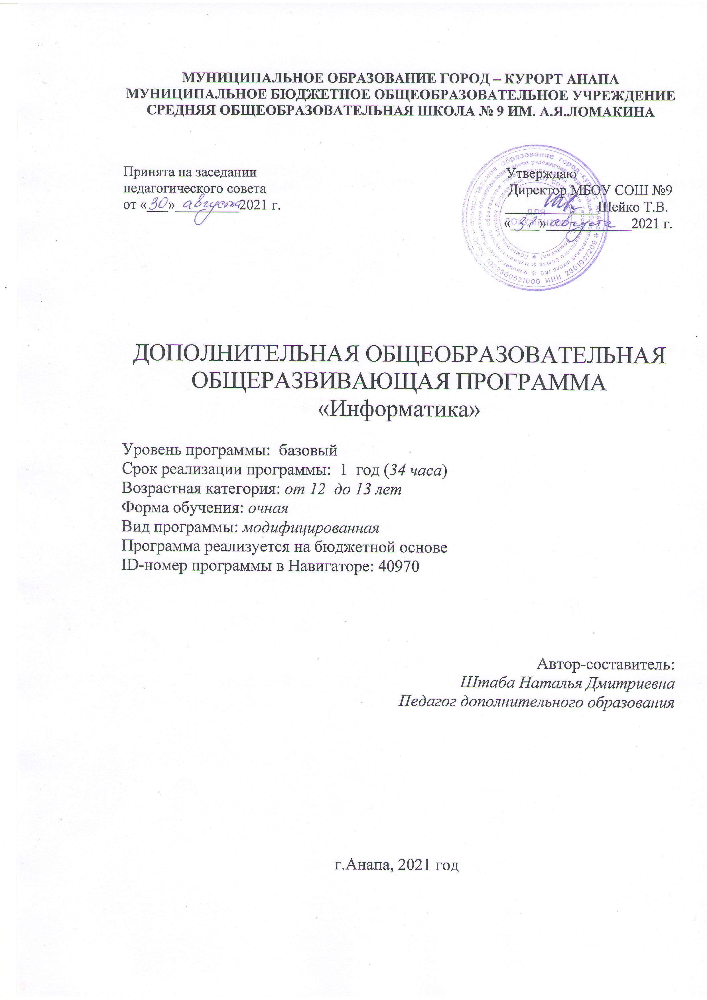 МУНИЦИПАЛЬНОЕ ОБРАЗОВАНИЕ ГОРОД – КУРОРТ АНАПА
МУНИЦИПАЛЬНОЕ БЮДЖЕТНОЕ ОБЩЕОБРАЗОВАТЕЛЬНОЕ УЧРЕЖДЕНИЕ
СРЕДНЯЯ ОБЩЕОБРАЗОВАТЕЛЬНАЯ ШКОЛА № 9 ИМ. А.Я.ЛОМАКИНА
Принята на заседании
педагогического совета
от «30» августа 2021 г.
Утверждаю
Директор МБОУ СОШ №9
Шейко Т.В.
«31» августа 2021 г.
муниципальное образование город-курорт Анапа
1022300521000 ИНН 2301037209
ДЛЯ
ДОКУМЕНТОВ
ДОПОЛНИТЕЛЬНАЯ ОБЩЕОБРАЗОВАТЕЛЬНАЯ
ОБЩЕРАЗВИВАЮЩАЯ ПРОГРАММА
«Информатика»
Уровень программы: базовый
Срок реализации программы: 1 год (34 часа)
Возрастная категория: от 12 до 13 лет
Форма обучения: очная
Вид программы: модифицированная
Программа реализуется на бюджетной основе
ID-номер программы в Навигаторе: 40970
Автор-составитель:
Штаба Наталья Дмитриевна
Педагог дополнительного образования
г.Анапа, 2021 год